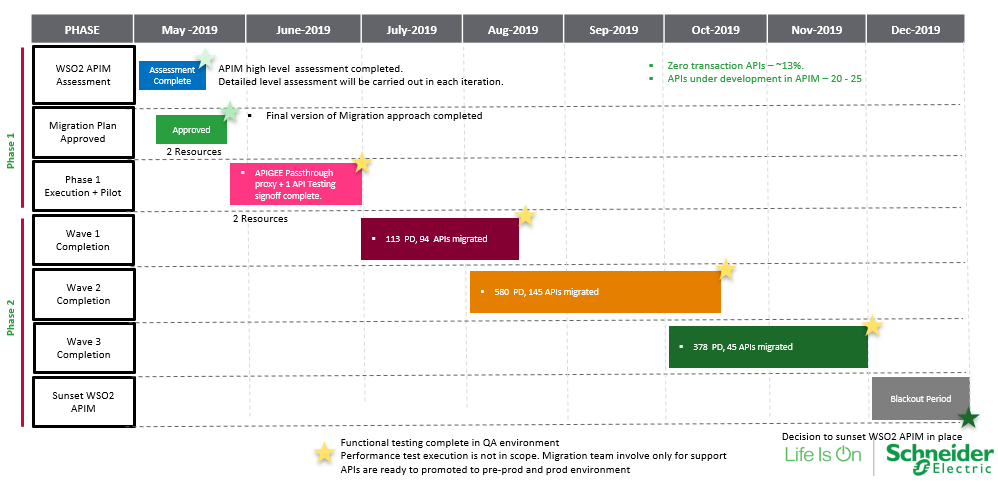 PHASE
May -2019
June-2019
July-2019
Aug-2019
Sep-2019
Oct-2019
Nov-2019
Dec-2019
Phase 1
WSO2 APIM
Assessment
Assessment
Complete
APIM high level assessment completed.
Detailed level assessment will be carried out in each iteration.
▪ Zero transaction APIs – ~13%.
▪ APIs under development in APIM – 20 - 25
Migration Plan
Approved
Approved
▪ Final version of Migration approach completed
2 Resources
Phase 1
Execution + Pilot
▪ APIGEE Passthrough
proxy + 1 API Testing
signoff complete.
2 Resources
Phase 2
Wave 1
Completion
▪ 113 PD, 94 APIs migrated
Wave 2
Completion
▪ 580 PD, 145 APIs migrated
Wave 3
Completion
▪ 378 PD, 45 APIs migrated
Sunset WSO2
APIM
Blackout Period
Decision to sunset WSO2 APIM in place
Functional testing complete in QA environment
Performance test execution is not in scope. Migration team involve only for support
APIs are ready to promoted to pre-prod and prod environment
Life Is On
Schneider
Electric